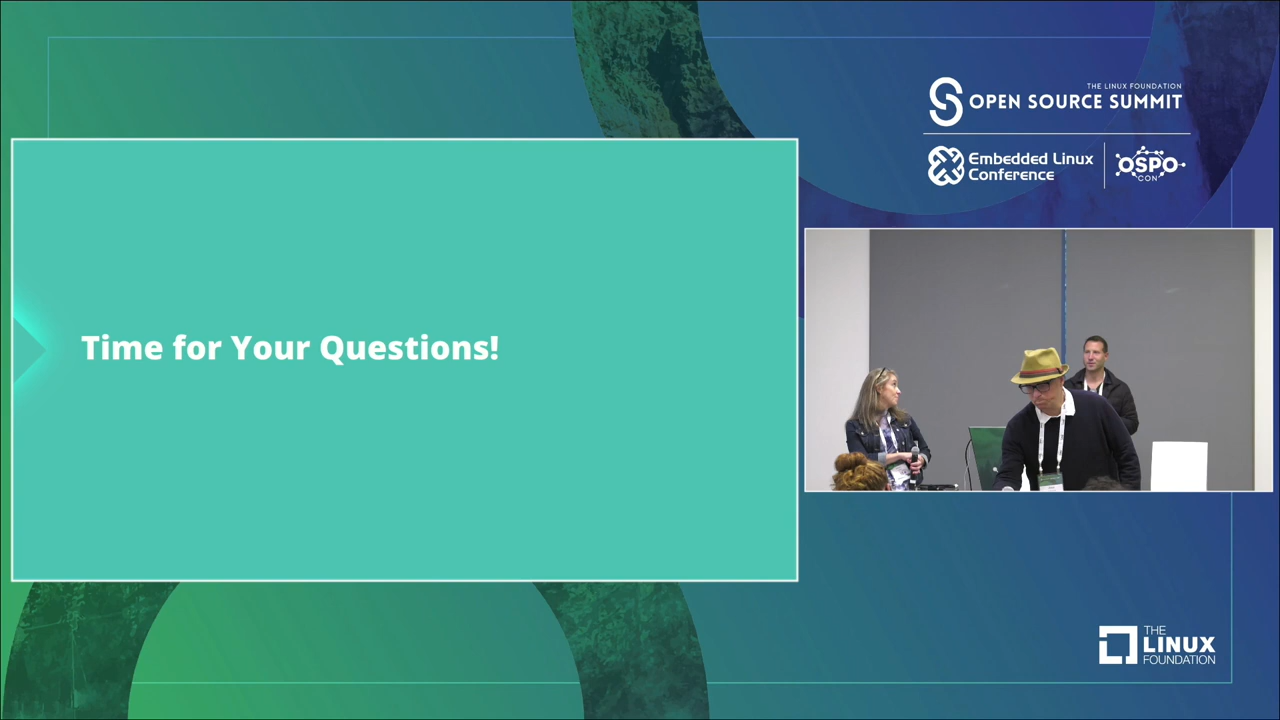 THE LINUX FOUNDATION
OPEN SOURCE SUMMIT
Embedded Linux
Conference
OSPO
CON
Time for Your Questions!
THE
LINUX
FOUNDATION